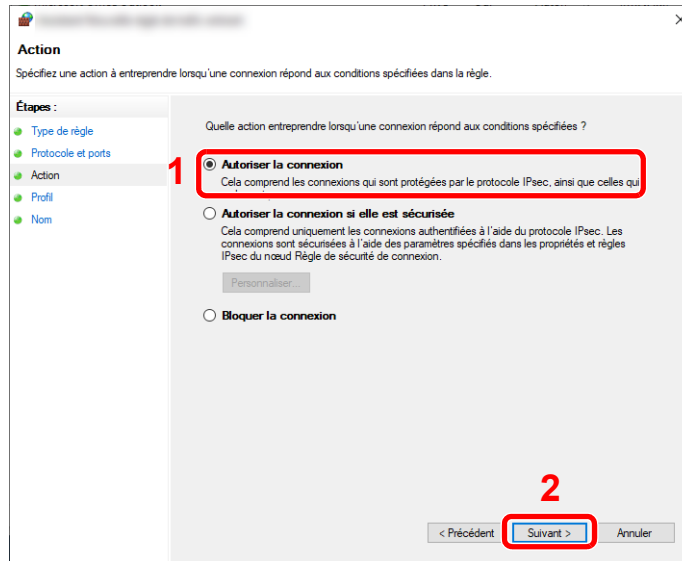 Action
Spécifiez une action à entreprendre lorsqu'une connexion répond aux conditions spécifiées dans la règle.
Étapes :
Type de règle
Protocole et ports
Action
Profil
Nom
Quelle action entreprendre lorsqu'une connexion répond aux conditions spécifiées ?
1
Autoriser la connexion
Cela comprend les connexions qui sont protégées par le protocole IPsec, ainsi que celles qui
Autoriser la connexion si elle est sécurisée
Cela comprend uniquement les connexions authentifiées à l'aide du protocole IPsec. Les
connexions sont sécurisées à l'aide des paramètres spécifiés dans les propriétés et règles
IPsec du nœud Règle de sécurité de connexion.
Personnaliser...
Bloquer la connexion
2
< Précédent Suivant > Annuler